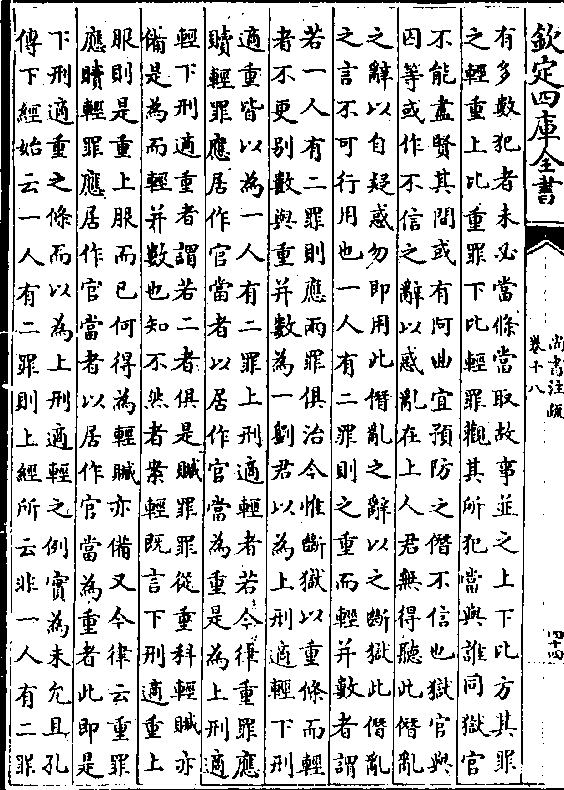 欽定四庫全書
尚書注疏
卷十八
四十四
有多數犯者未必當條當取故事並之上下比方其罪
之輕重上比重罪下比輕罪觀其所犯當與誰同獄官
不能盡賢其間或有阿曲宜預防之僭不信也獄官與
囚等或作不信之辭以惑亂在上人君無得聽此僭亂
之辭以自疑惑勿即用此僭亂之辭以之斷獄此僭亂
之言不可行用也一人有二罪則之重而輕并數者謂
若一人有二罪則應兩罪俱治今惟斷獄以重條而輕
者不更别數與重并數為一劉君以為上刑適輕下刑
適重皆以為一人有二罪上刑適輕者若今律重罪應
贖輕罪應居作官當者以居作官當為重是為上刑適
輕下刑適重者謂若二者俱是贓罪罪從重科輕贓亦
備是為而輕并數也知不然者案輕既言下刑適重上
服則是重上服而已何得為輕贓亦備又今律云重罪
應贖輕罪應居作官當者以居作官當為重者此即是
下刑適重之條而以為上刑適輕之例實為未允且孔
傳下經始云一人有二罪則上經所云非一人有二罪